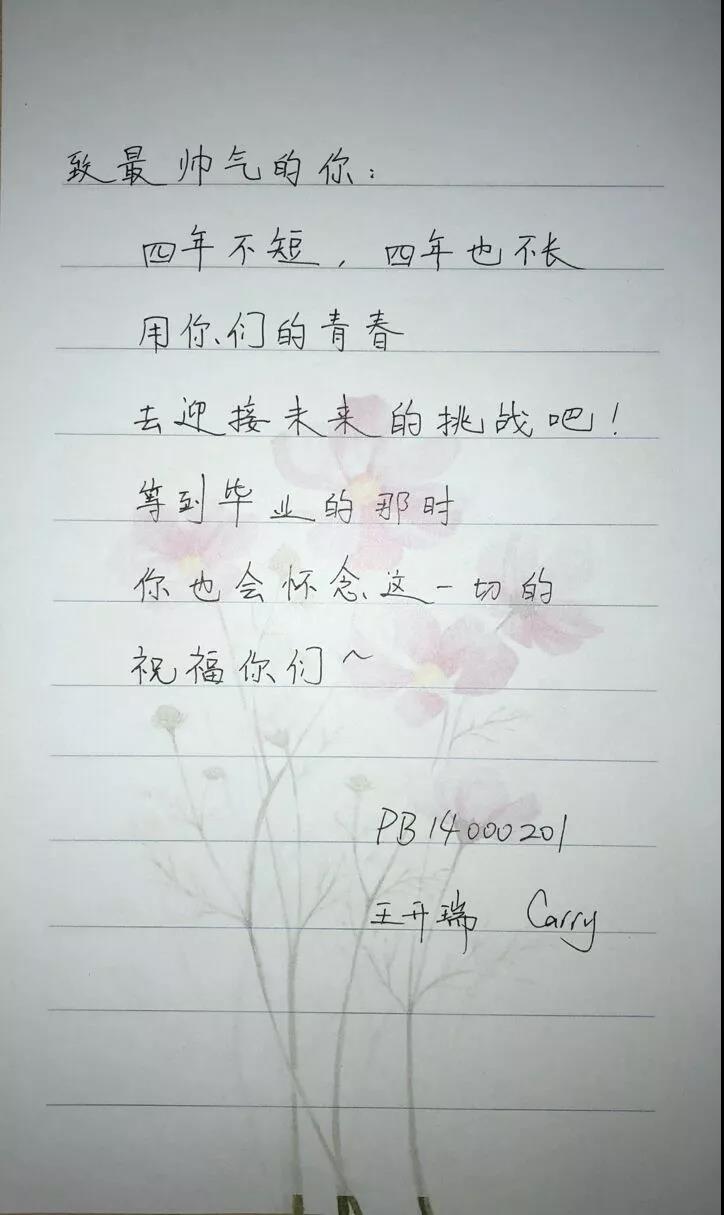 致最帅气的你：
四年不短，四年也不长
用你们的青春
去迎接未来的挑战吧！
等到毕业的那时
你也会怀念这一切的
祝福你们～
PB14000201
王开瑞 Carry